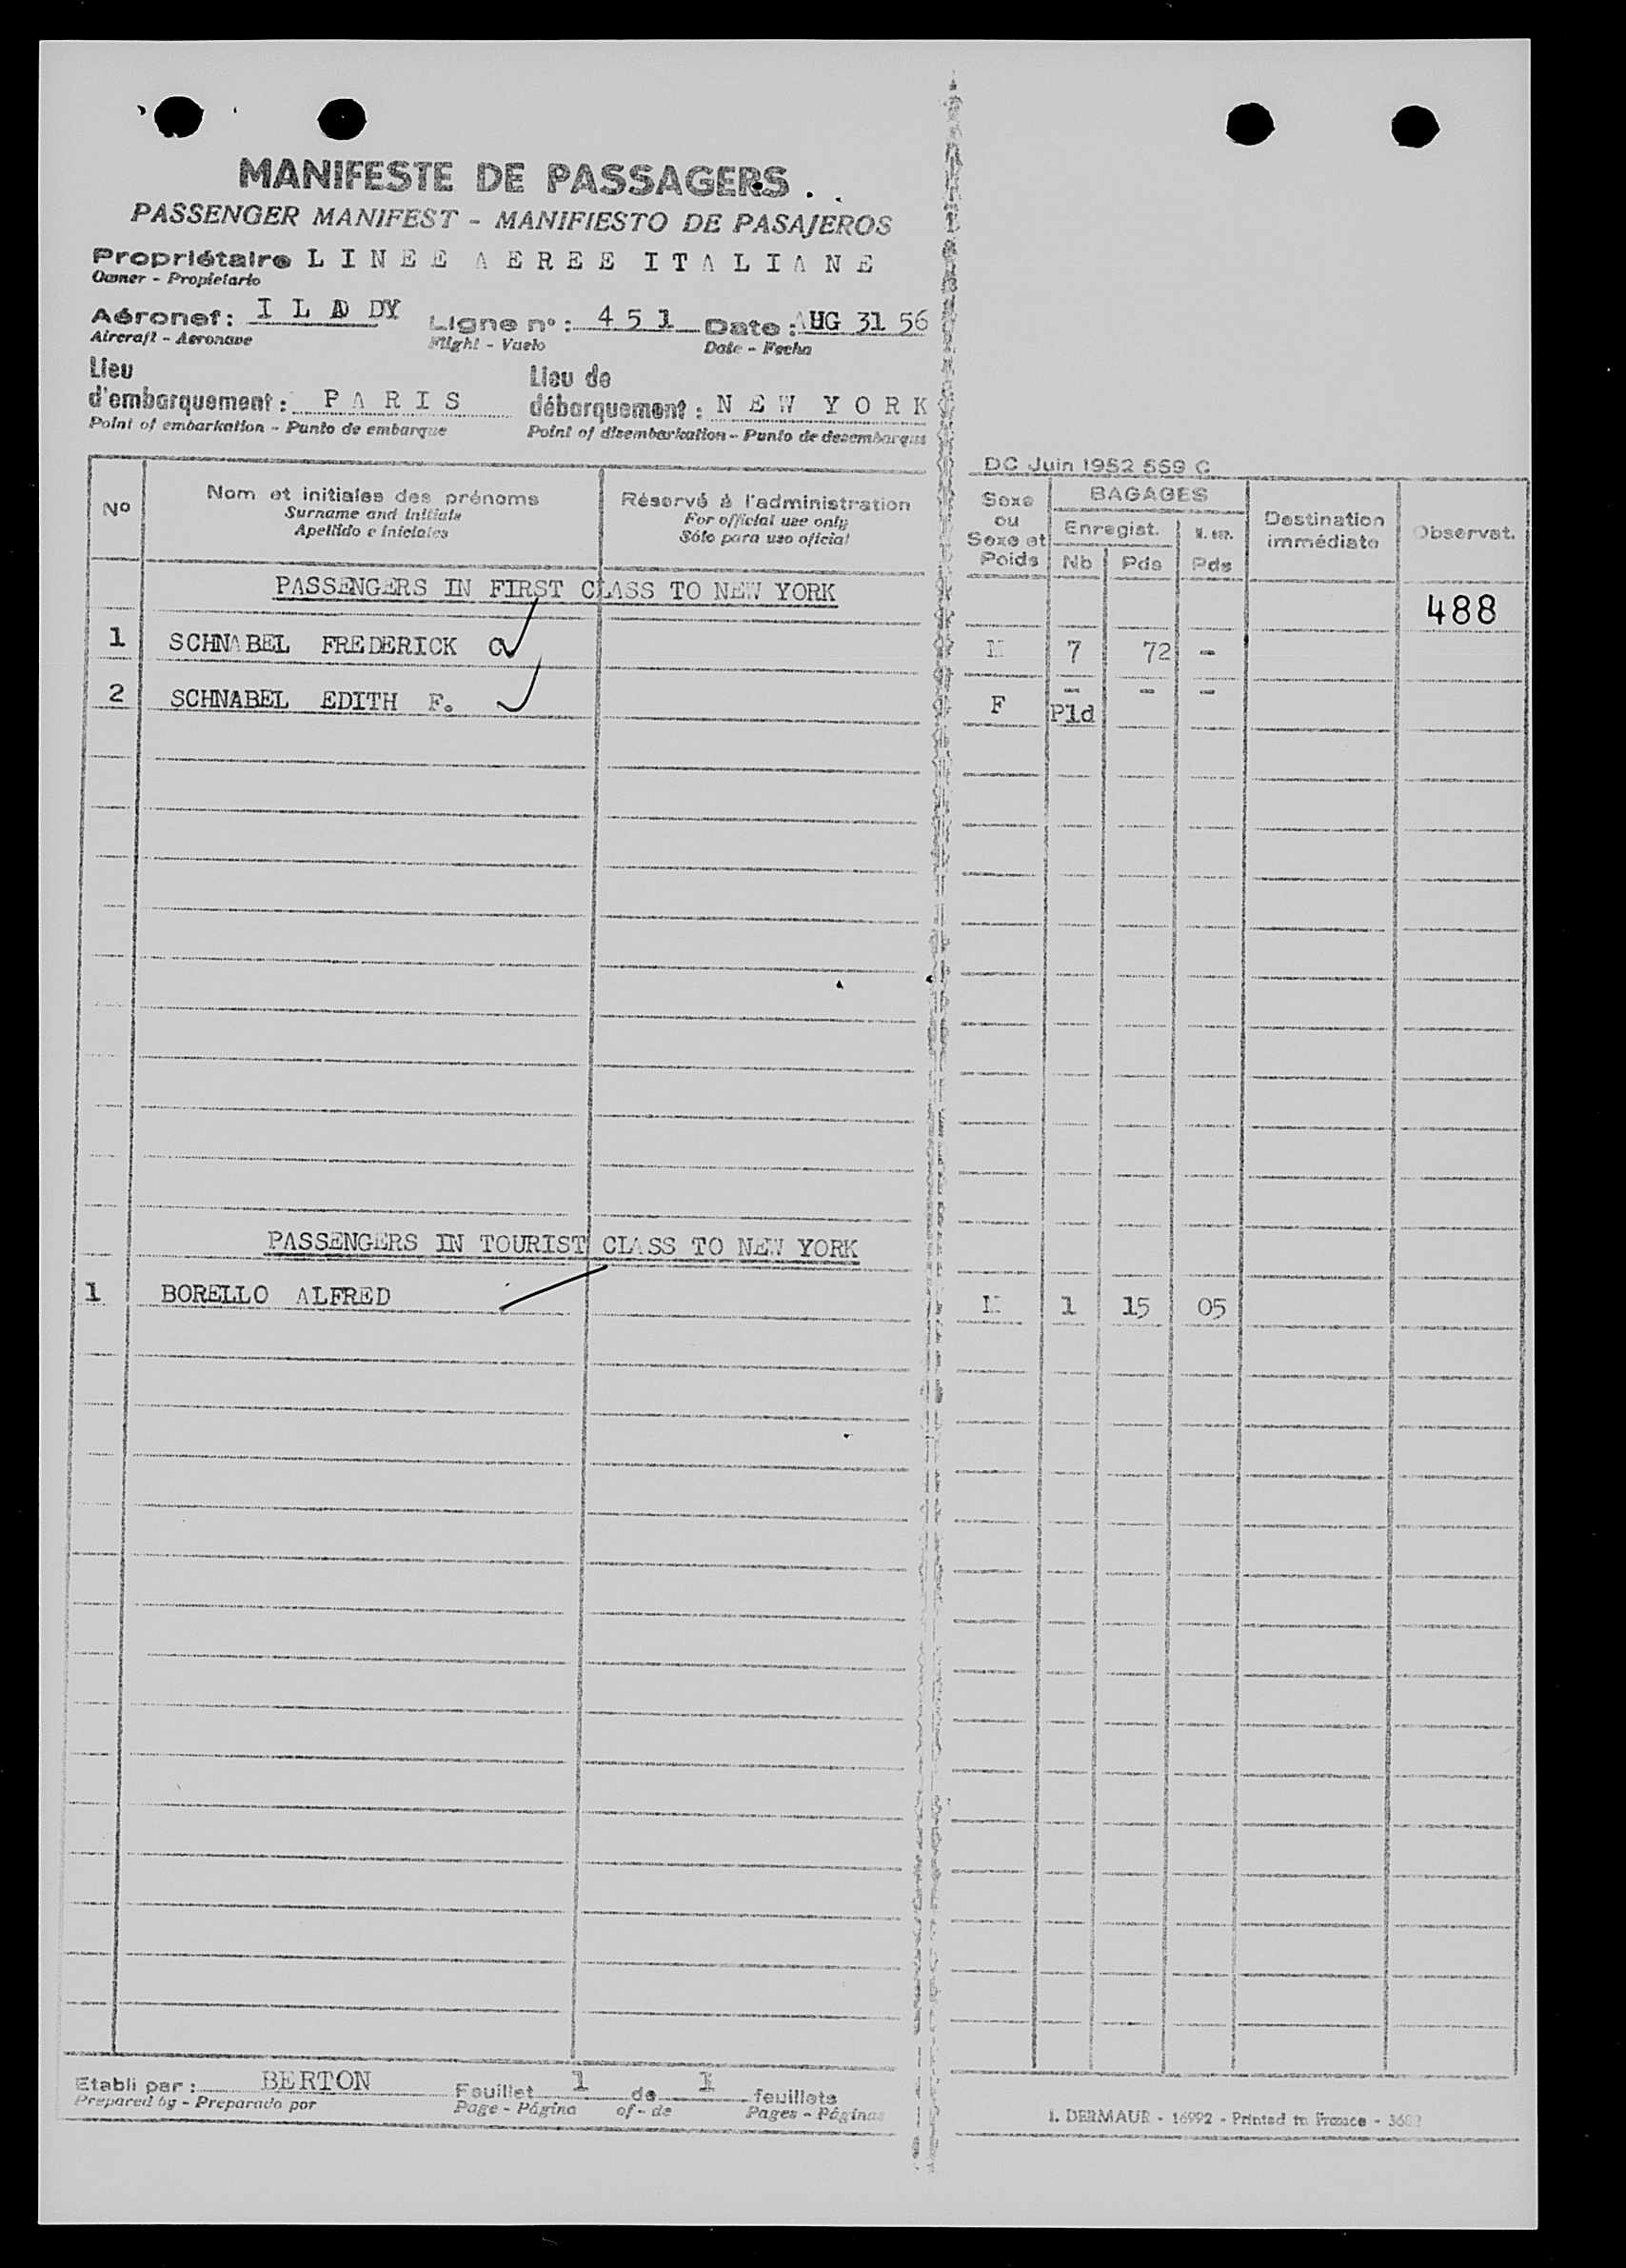 MANIFESTE DE PASSAGERS
PASSENGER MANIFEST - MANIFIESTO DE PASAJEROS
Propriétaire LINEE AEREE ITALIANE
Owner - Propietario
Aéronef: I L A DY Ligne n°: 451 Date: AUG 31 56
Aircraft - Aeronave Flight - Vuelo Date - Fecha
Lieu d'embarquement: PARIS Lieu de débarquement: NEW YORK
Point of embarkation - Punto de embarque Point of disembarkation - Punto de desembarque
DC Juin 1952 559 C
N° Nom et initiales des prénoms Réservé à l'administration Sexe ou Sexe et Poids BAGAGES Destination immédiate Observat.
Surname and initials For official use only Enregist. N. enr.
Apellido e iniciales Sólo para uso oficial Nb Pds Pds
PASSENGERS IN FIRST CLASS TO NEW YORK
488
1 SCHNABEL FREDERICK M 7 72 -
2 SCHNABEL EDITH F. F - - -
Pld
PASSENGERS IN TOURIST CLASS TO NEW YORK
1 BORELLO ALFRED M 1 15 05
Etabli par: BERTON Feuillet 1 de 1 feuillets
Prepared by - Preparado por Page - Página of - de Pages - Páginas
I. DERMAUR - 16992 - Printed in France